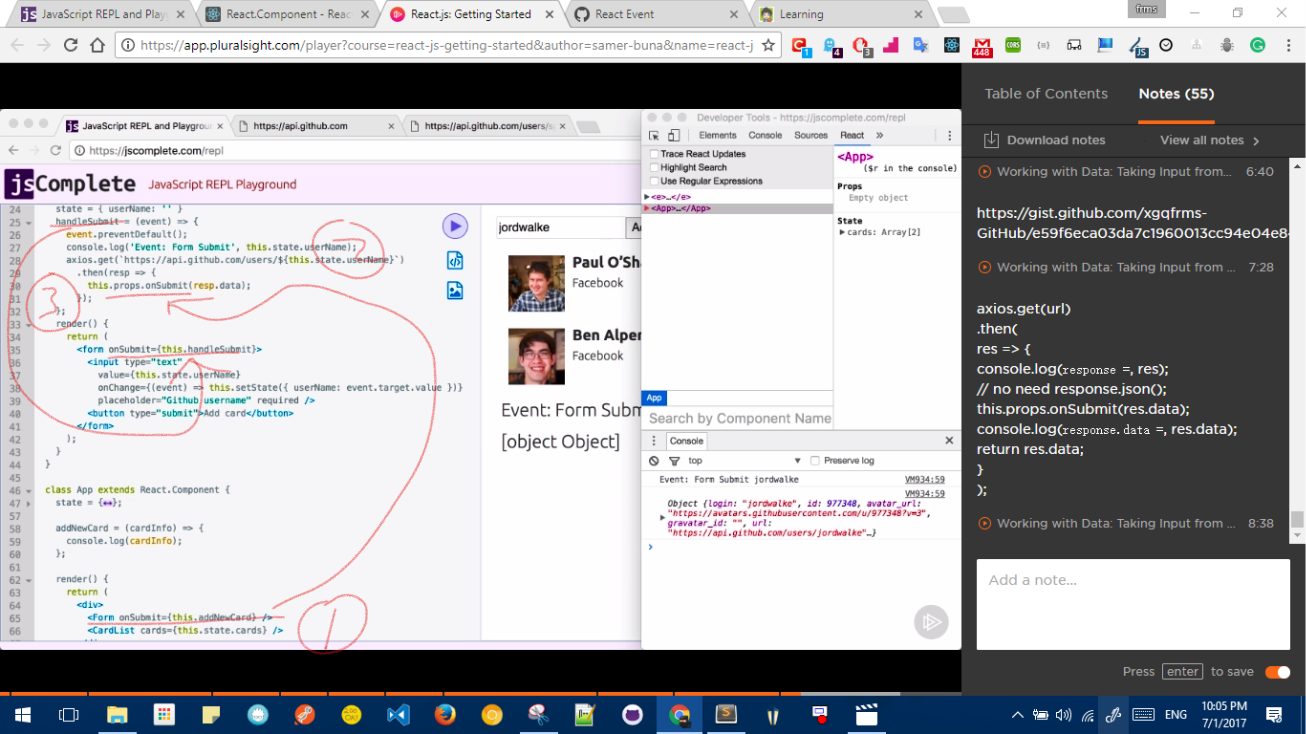 frms
JavaScript REPL and Play
React.Component - Reac
React.js: Getting Started
React Event
Learning
https://app.pluralsight.com/player?course=react-js-getting-started&author=samer-buna&name=react-j
1
4
3
448
CORS
JS
Table of Contents
Notes (55)
Download notes
View all notes
Working with Data: Taking Input from...
6:40
https://gist.github.com/xgqfrms-
GitHub/e59f6eca03da7c1960013cc94e04e8
Working with Data: Taking Input from ...
7:28
axios.get(url)
.then(
res => {
console.log(response =, res);
// no need response.json();
this.props.onSubmit(res.data);
console.log(response.data =, res.data);
return res.data;
}
);
Working with Data: Taking Input from ...
8:38
Add a note...
Press enter to save
JavaScript REPL and Playgrou
https://api.github.com
https://api.github.com/users/s
https://jscomplete.com/repl
jsComplete
JavaScript REPL Playground
24 state = { userName: '' }
25 handleSubmit = (event) => {
26 event.preventDefault();
27 console.log('Event: Form Submit', this.state.userName);
28 axios.get(`https://api.github.com/users/${this.state.userName}`)
29 .then(resp => {
30 this.props.onSubmit(resp.data);
31 });
32 };
33 render() {
34 return (
35 <form onSubmit={this.handleSubmit}>
36 <input type="text"
37 value={this.state.userName}
38 onChange={(event) => this.setState({ userName: event.target.value })}
39 placeholder="Github username" required />
40 <button type="submit">Add card</button>
41 </form>
42 );
43 }
44 }
45
46 class App extends React.Component {
47 state = {↔};
57
58 addNewCard = (cardInfo) => {
59 console.log(cardInfo);
60 };
61
62 render() {
63 return (
64 <div>
65 <Form onSubmit={this.addNewCard} />
66 <CardList cards={this.state.cards} />
1
2
3
jordwalke
Paul O'Sha
Facebook
Ben Alper
Facebook
Event: Form Subm
[object Object]
Developer Tools - https://jscomplete.com/repl
Elements
Console
Sources
React
Trace React Updates
Highlight Search
Use Regular Expressions
<e>…</e>
<App>…</App>
<App>
($r in the console)
Props
Empty object
State
cards: Array[2]
App
Search by Component Name
Console
top
Preserve log
Event: Form Submit jordwalke
VM934:59
VM934:59
Object {login: "jordwalke", id: 977348, avatar_url:
"https://avatars.githubusercontent.com/u/977348?v=3",
gravatar_id: "", url:
"https://api.github.com/users/jordwalke"…}
ENG
10:05 PM
7/1/2017